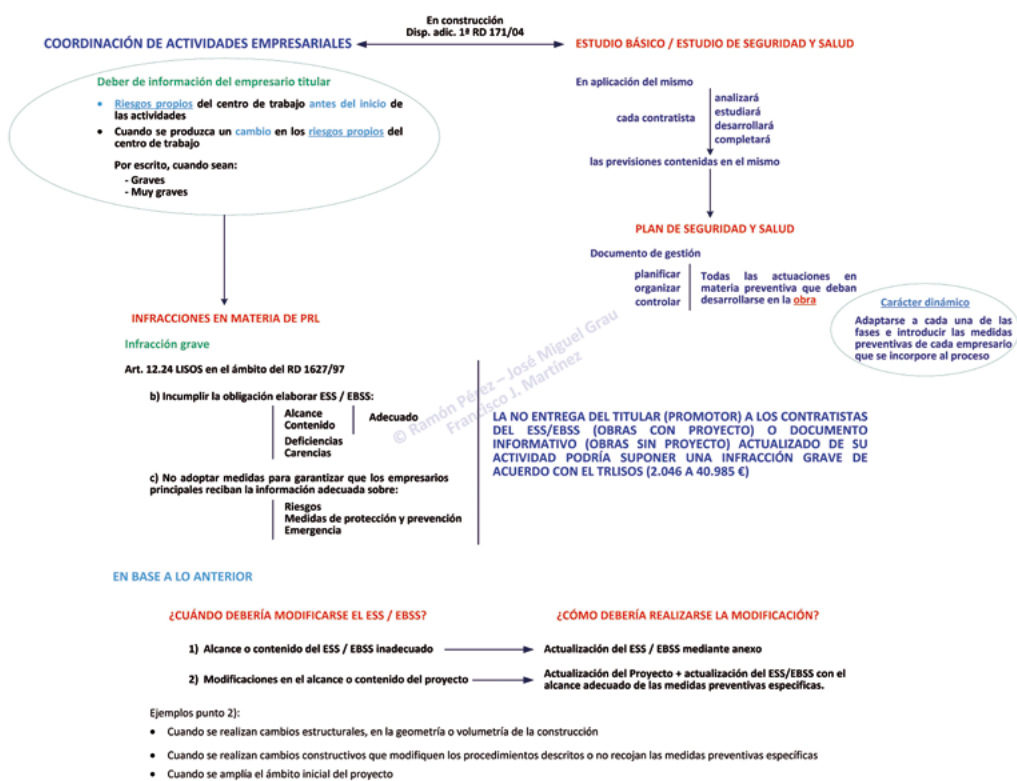 En construcción
Disp. adic. 1ª RD 171/04
COORDINACIÓN DE ACTIVIDADES EMPRESARIALES
ESTUDIO BÁSICO / ESTUDIO DE SEGURIDAD Y SALUD
Deber de información del empresario titular
• Riesgos propios del centro de trabajo antes del inicio de
las actividades
• Cuando se produzca un cambio en los riesgos propios del
centro de trabajo
Por escrito, cuando sean:
- Graves
- Muy graves
En aplicación del mismo
cada contratista
analizará
estudiará
desarrollará
completará
las previsiones contenidas en el mismo
PLAN DE SEGURIDAD Y SALUD
Documento de gestión
planificar
organizar
controlar
Todas las actuaciones en
materia preventiva que deban
desarrollarse en la obra
Carácter dinámico
Adaptarse a cada una de las
fases e introducir las medidas
preventivas de cada empresario
que se incorpore al proceso
INFRACCIONES EN MATERIA DE PRL
Infracción grave
Art. 12.24 LISOS en el ámbito del RD 1627/97
b) Incumplir la obligación elaborar ESS / EBSS:
Alcance
Contenido
Adecuado
Deficiencias
Carencias
c) No adoptar medidas para garantizar que los empresarios
principales reciban la información adecuada sobre:
Riesgos
Medidas de protección y prevención
Emergencia
© Ramón Pérez – José Miguel Grau
Francisco J. Martínez
LA NO ENTREGA DEL TITULAR (PROMOTOR) A LOS CONTRATISTAS
DEL ESS/EBSS (OBRAS CON PROYECTO) O DOCUMENTO
INFORMATIVO (OBRAS SIN PROYECTO) ACTUALIZADO DE SU
ACTIVIDAD PODRÍA SUPONER UNA INFRACCIÓN GRAVE DE
ACUERDO CON EL TRLISOS (2.046 A 40.985 €)
EN BASE A LO ANTERIOR
¿CUÁNDO DEBERÍA MODIFICARSE EL ESS / EBSS?
¿CÓMO DEBERÍA REALIZARSE LA MODIFICACIÓN?
1) Alcance o contenido del ESS / EBSS inadecuado
Actualización del ESS / EBSS mediante anexo
2) Modificaciones en el alcance o contenido del proyecto
Actualización del Proyecto + actualización del ESS/EBSS con el
alcance adecuado de las medidas preventivas específicas.
Ejemplos punto 2):
• Cuando se realizan cambios estructurales, en la geometría o volumetría de la construcción
• Cuando se realizan cambios constructivos que modifiquen los procedimientos descritos o no recojan las medidas preventivas específicas
• Cuando se amplía el ámbito inicial del proyecto